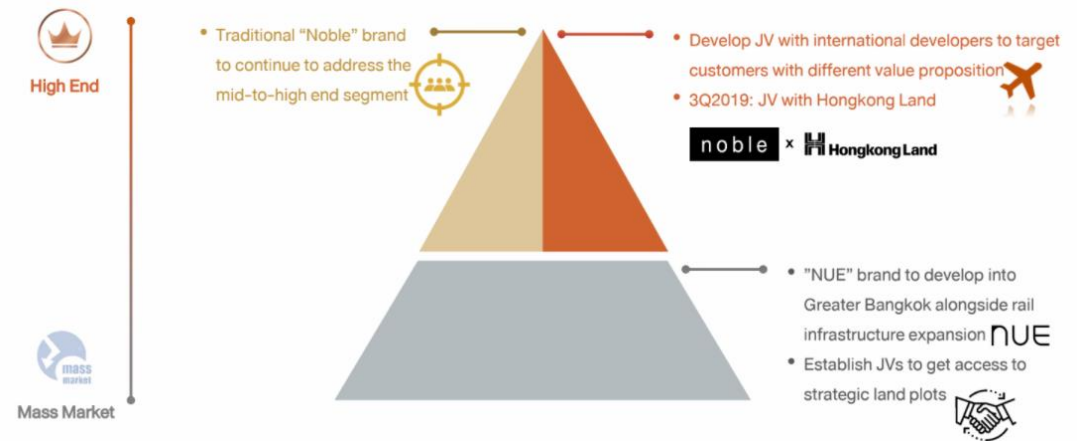 High End
• Traditional “Noble” brand
to continue to address the
mid-to-high end segment
• Develop JV with international developers to target
customers with different value proposition
• 3Q2019: JV with Hongkong Land
noble x H Hongkong Land
• "NUE" brand to develop into
Greater Bangkok alongside rail
infrastructure expansion nue
• Establish JVs to get access to
strategic land plots
mass
market
Mass Market